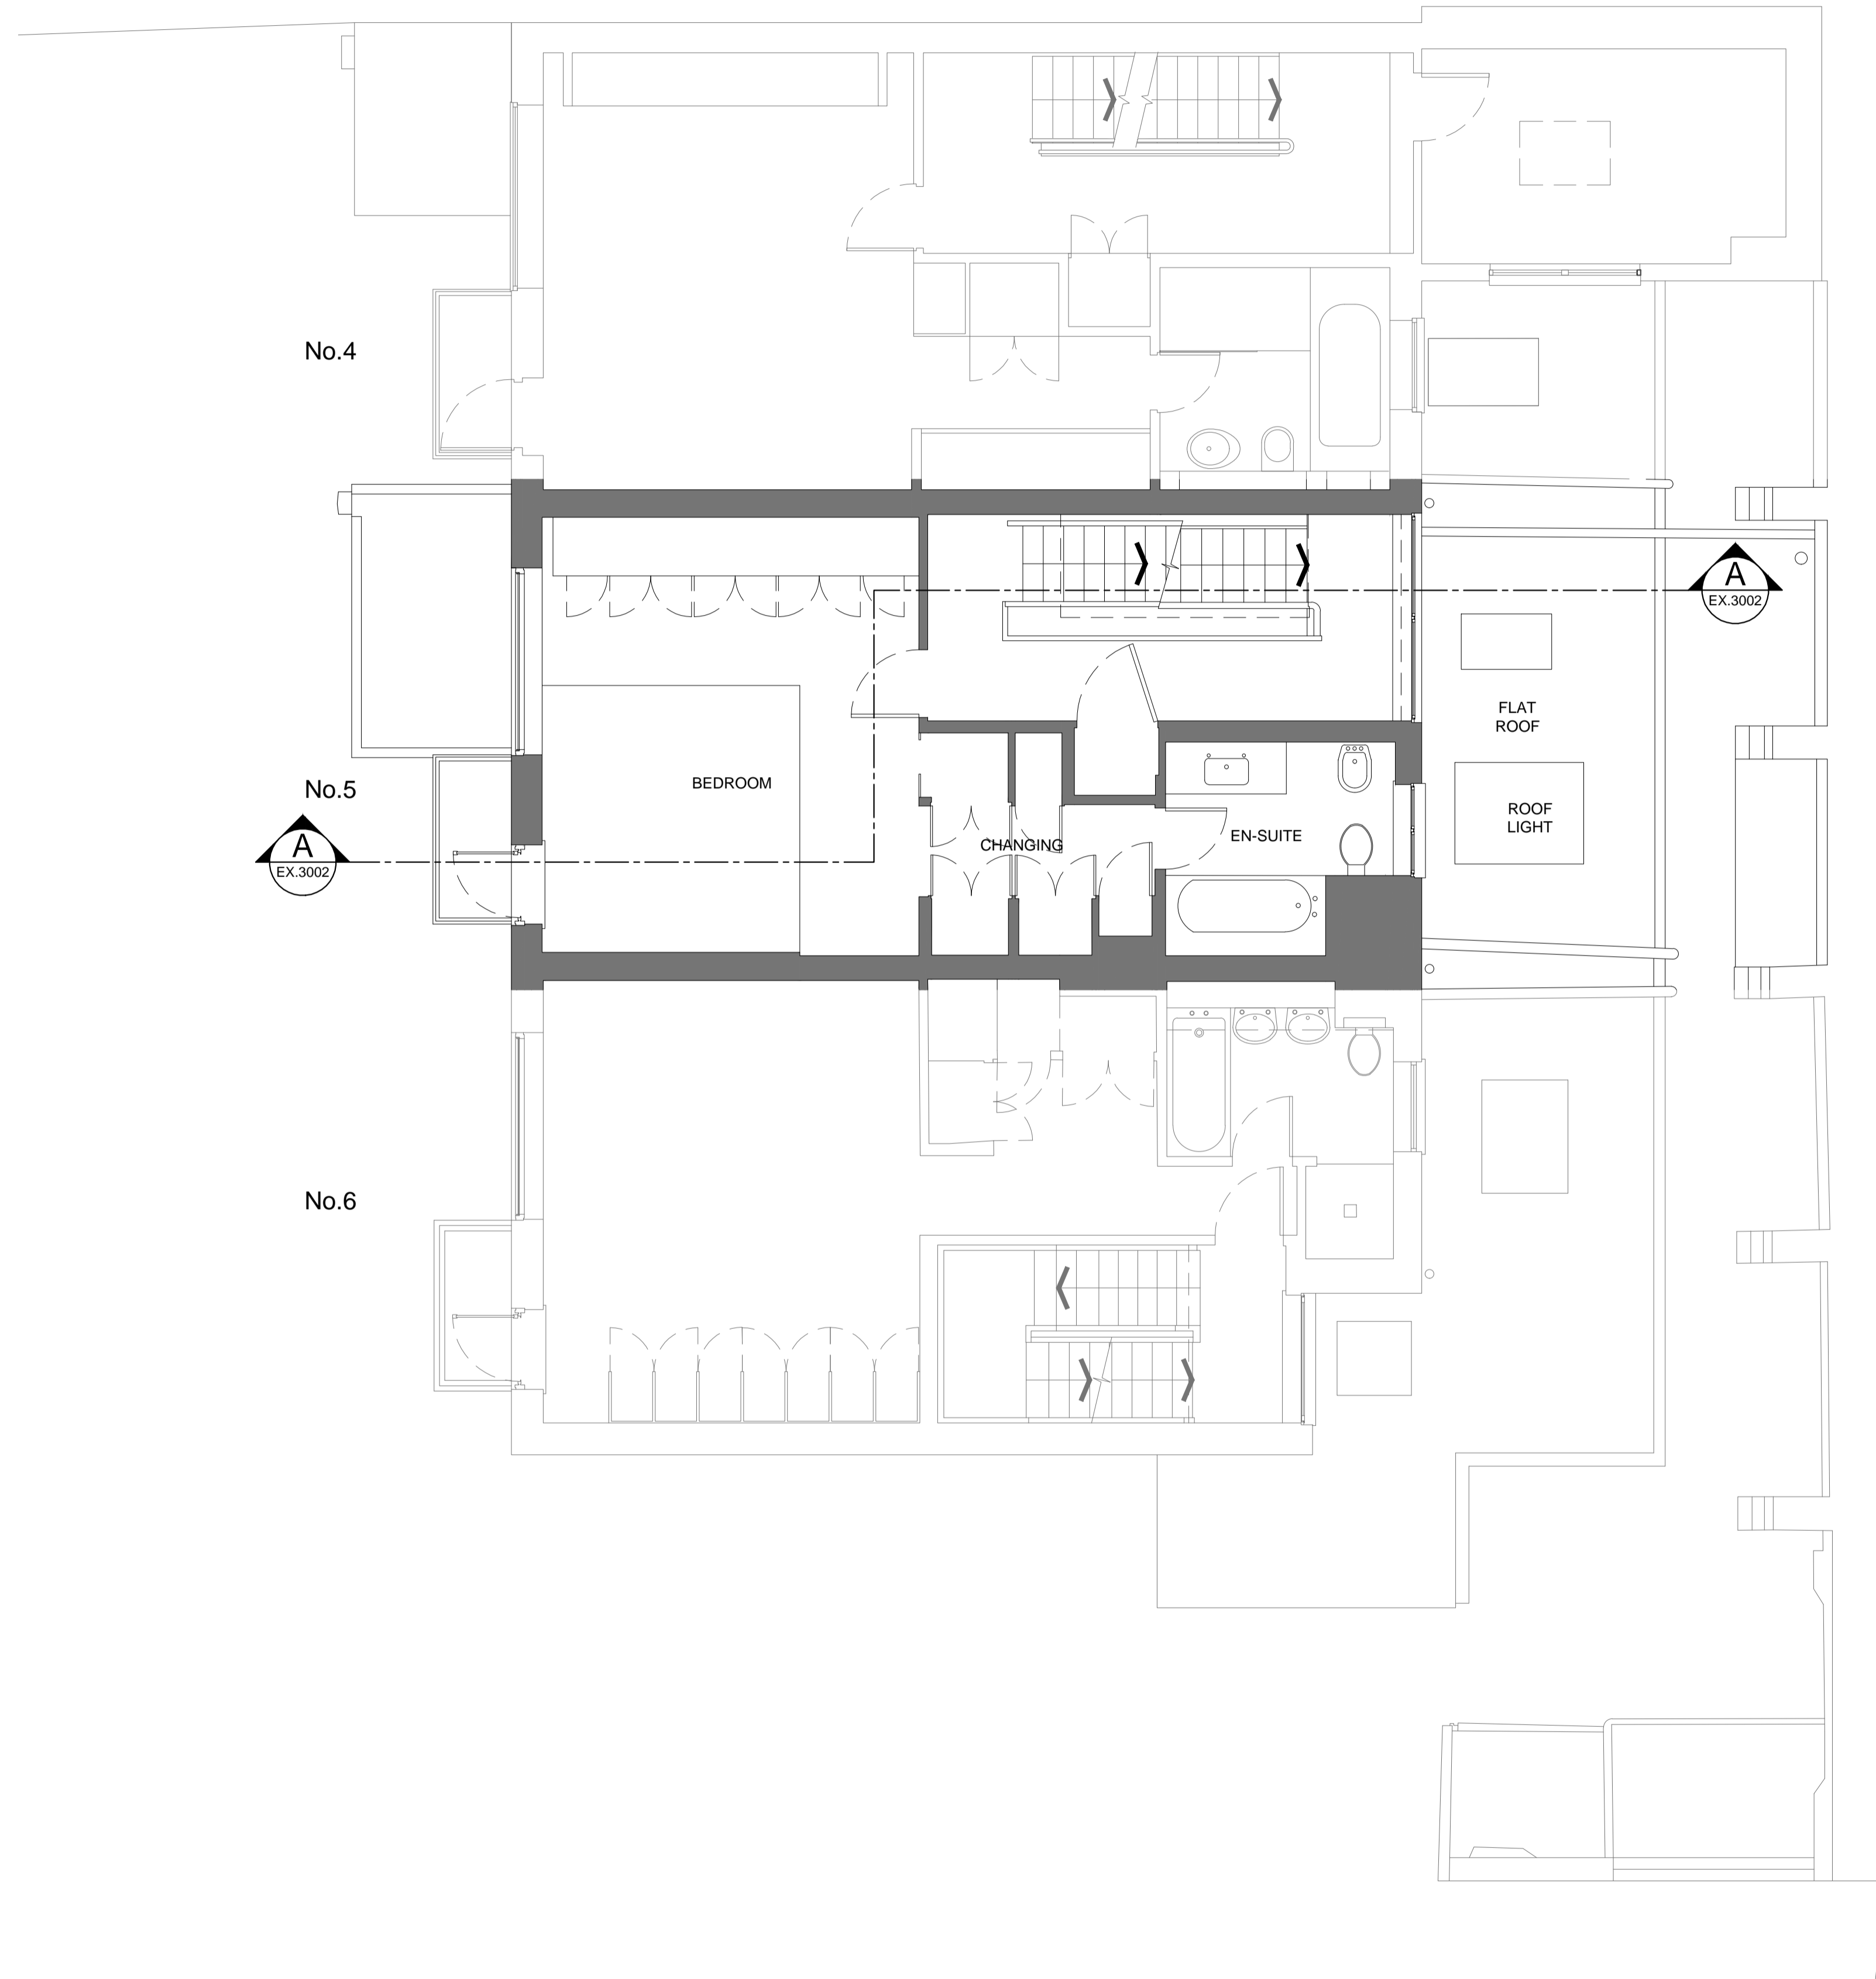 No.4
A
EX.3002
FLAT
ROOF
No.5
BEDROOM
ROOF
LIGHT
EN-SUITE
CHANGING
A
EX.3002
No.6